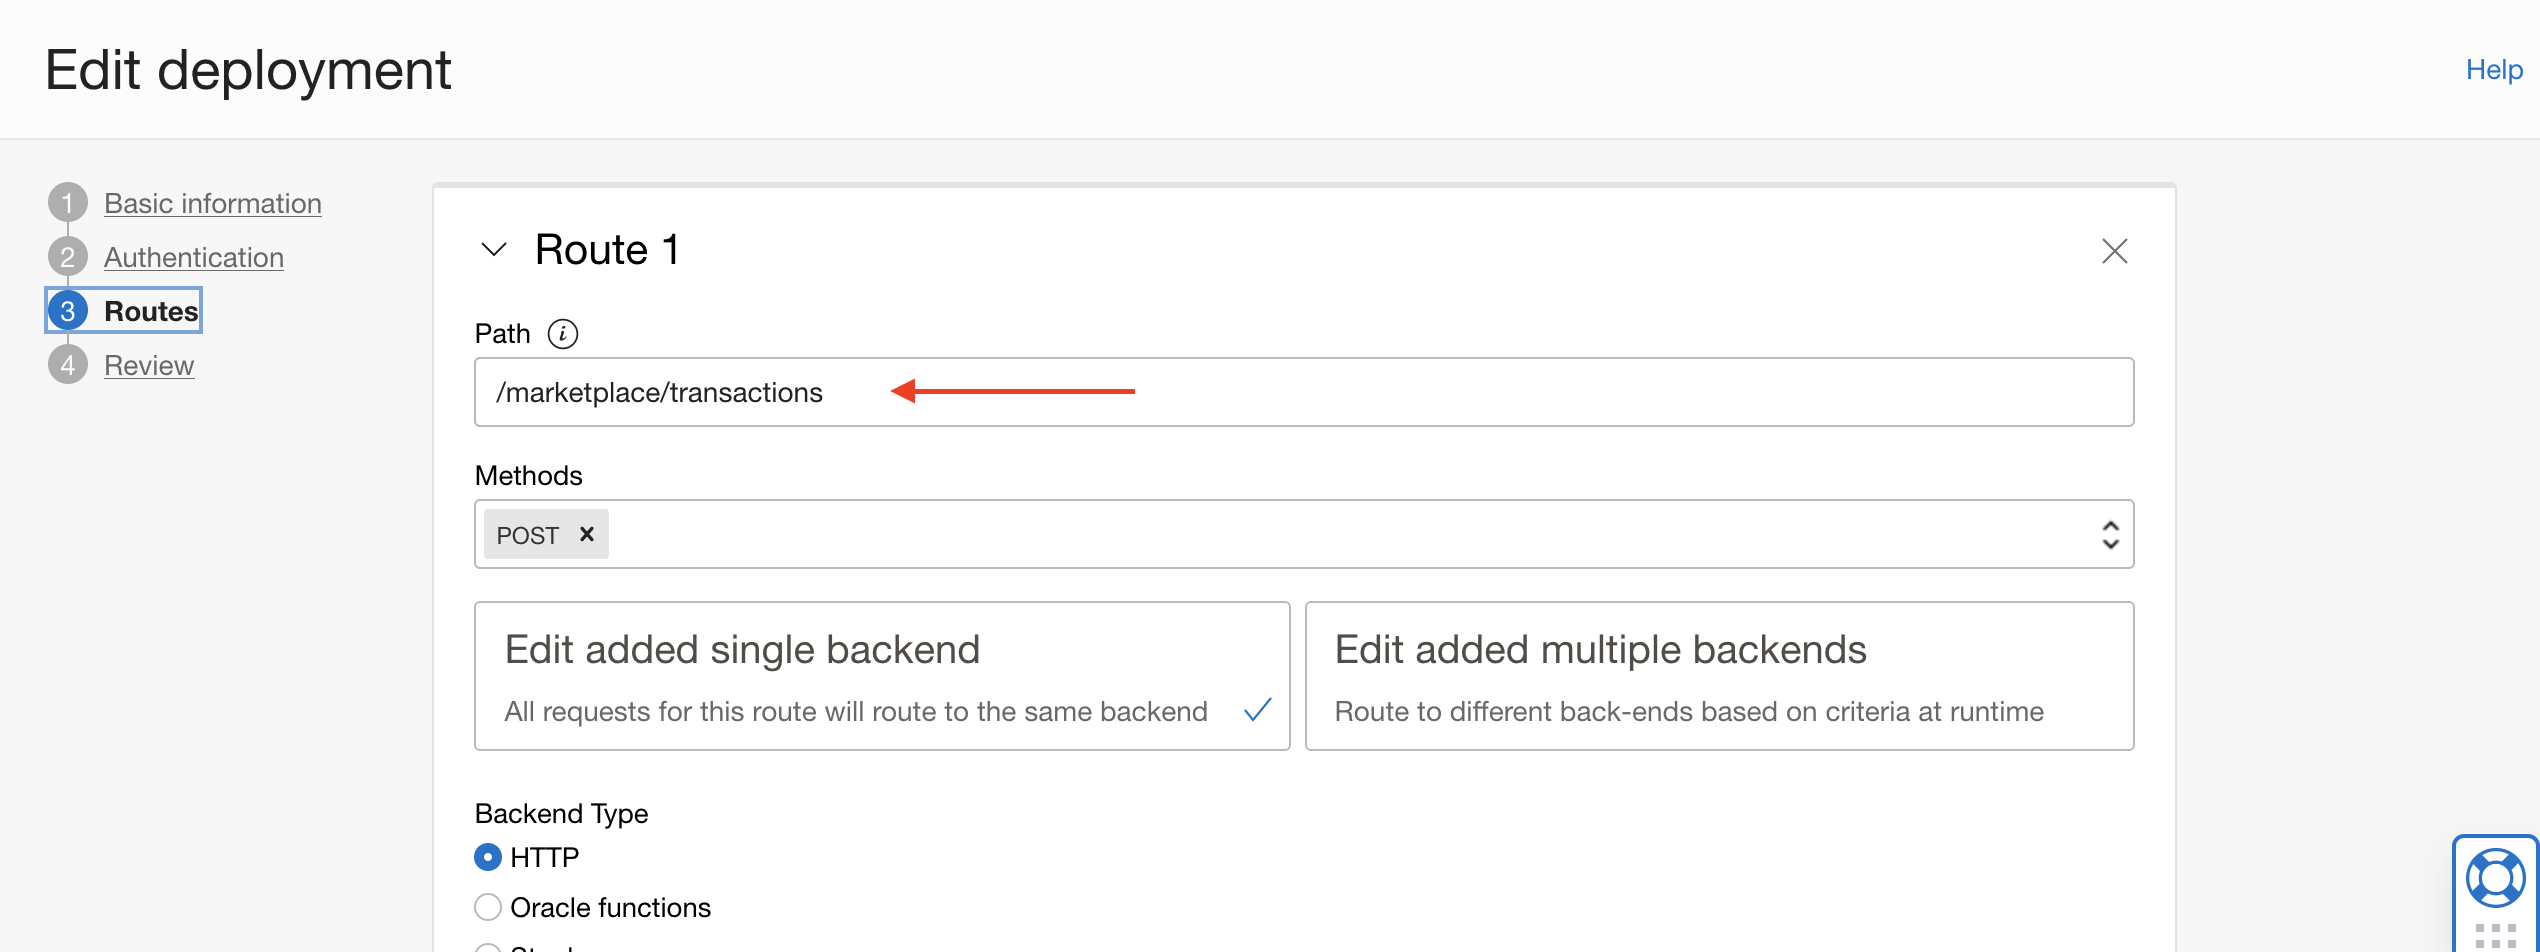 Edit deployment
Help
1 Basic information
2 Authentication
3 Routes
4 Review
Route 1
Path i
/marketplace/transactions
Methods
POST
Edit added single backend
All requests for this route will route to the same backend
Edit added multiple backends
Route to different back-ends based on criteria at runtime
Backend Type
HTTP
Oracle functions